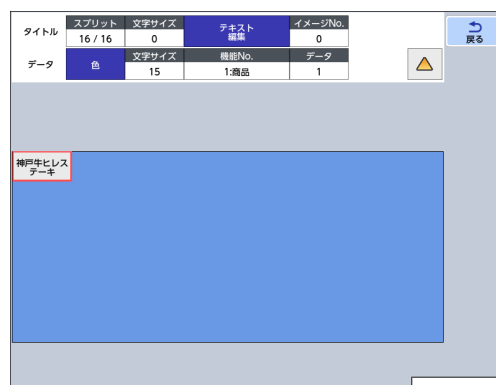 タイトル
スプリット 文字サイズ テキスト 編集 イメージNo.
16 / 16 0 0
戻る
データ 色 文字サイズ 機能No. データ
15 1:商品 1
神戸牛ヒレス
テーキ